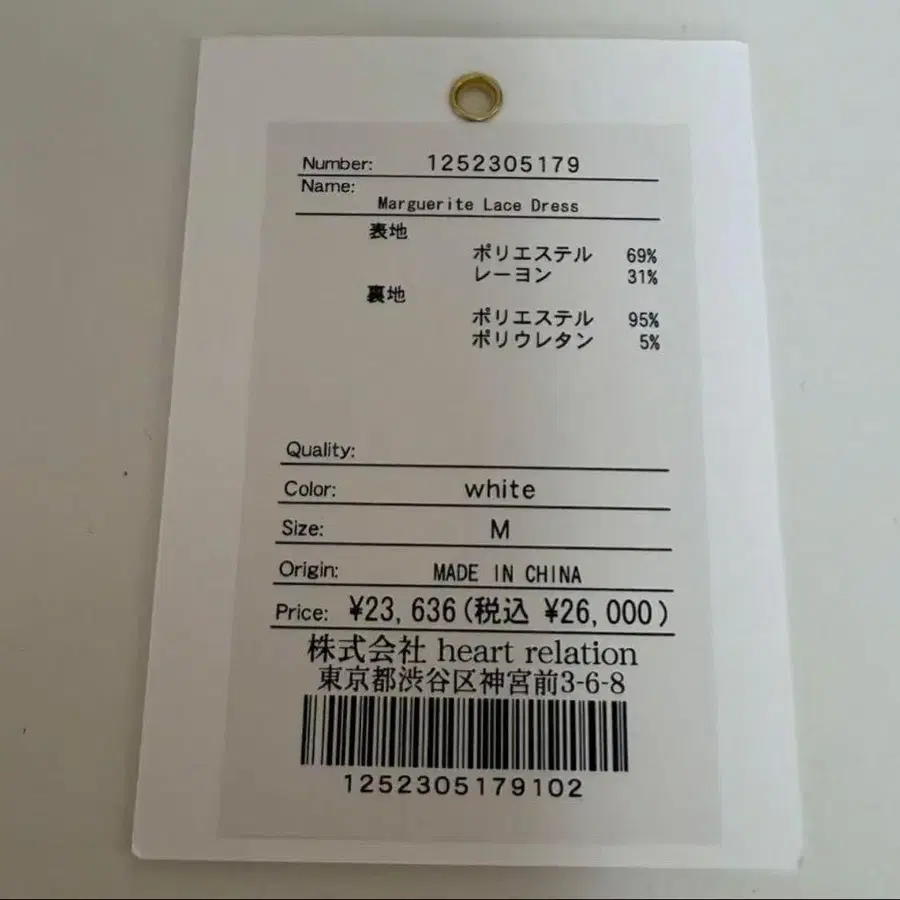 Number: 1252305179
Name:
Marguerite Lace Dress
表地
ポリエステル 69%
レーヨン 31%
裏地
ポリエステル 95%
ポリウレタン 5%
Quality:
Color: white
Size: M
Origin: MADE IN CHINA
Price: ¥23,636(税込 ¥26,000)
株式会社 heart relation
東京都渋谷区神宮前3-6-8
1252305179102